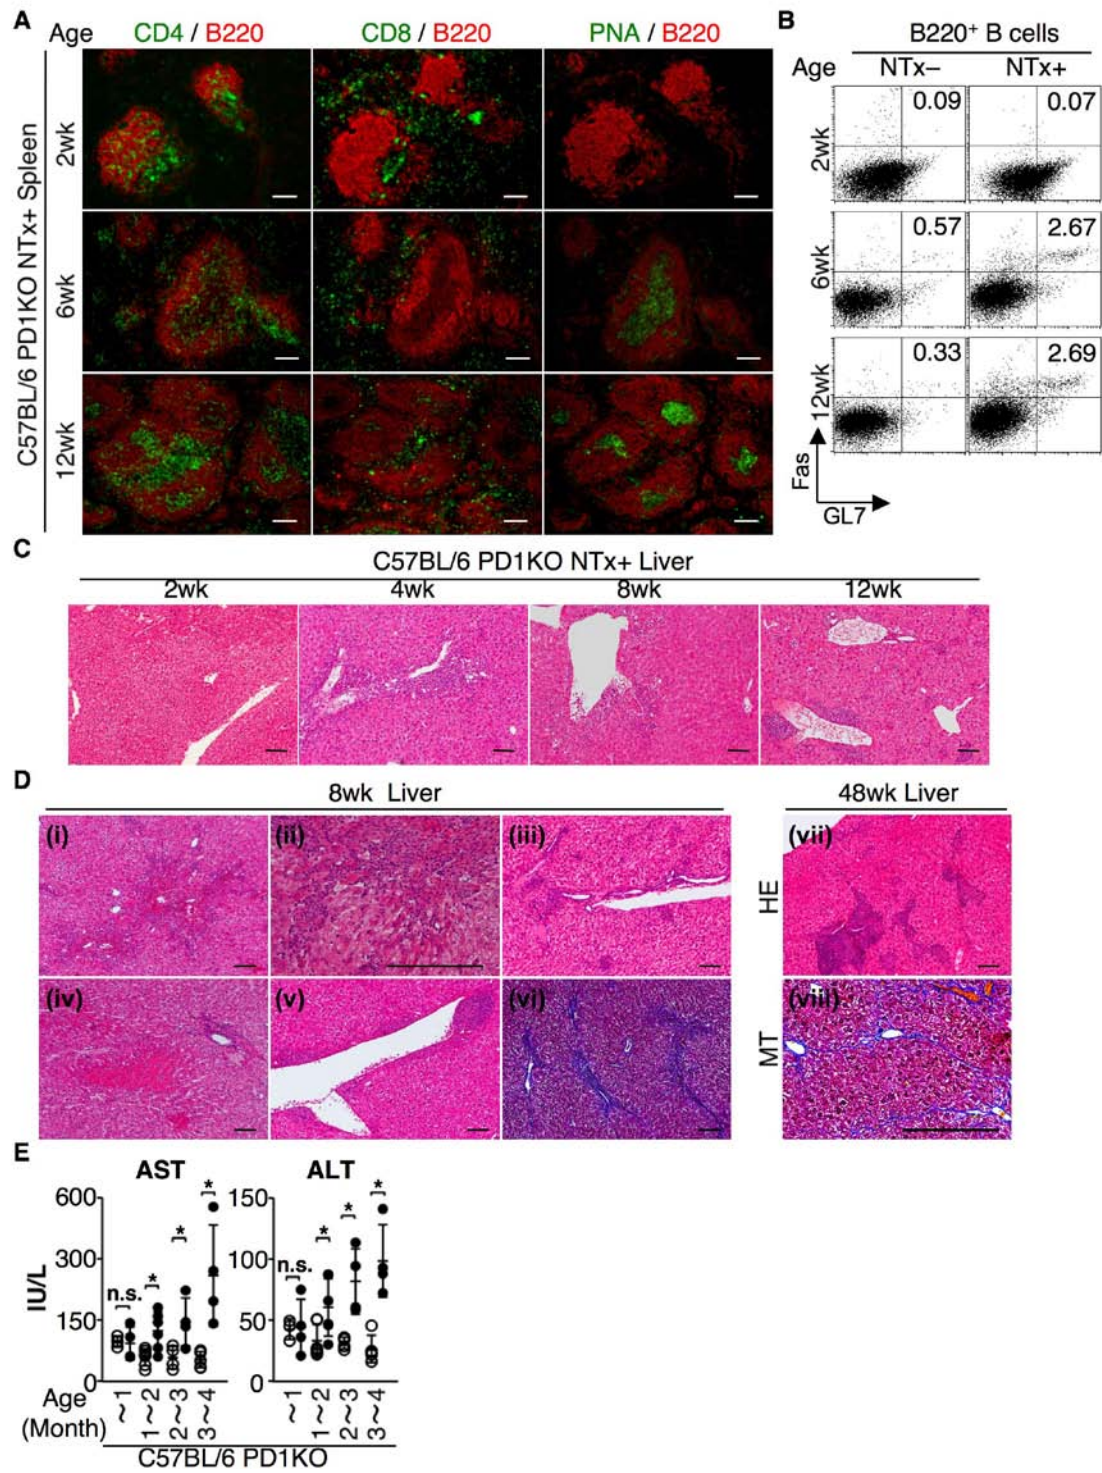 A
Age
CD4 / B220
CD8 / B220
PNA / B220
C57BL/6 PD1KO NTx+ Spleen
2wk
6wk
12wk
B
B220+ B cells
Age
NTx–
NTx+
2wk
0.09
0.07
6wk
0.57
2.67
12wk
0.33
2.69
Fas
GL7
C
C57BL/6 PD1KO NTx+ Liver
2wk
4wk
8wk
12wk
D
8wk Liver
48wk Liver
(i)
(ii)
(iii)
(vii)
HE
(iv)
(v)
(vi)
(viii)
MT
E
AST
ALT
IU/L
600
300
150
0
n.s.
*
*
*
150
100
50
0
n.s.
*
*
*
Age
(Month)
~1
1~2
2~3
3~4
~1
1~2
2~3
3~4
C57BL/6 PD1KO